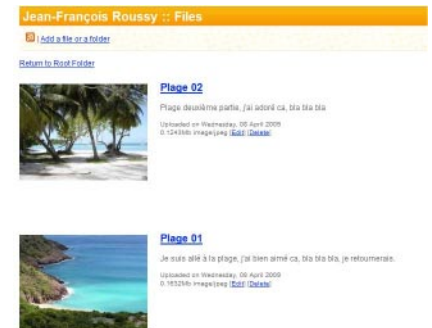 Jean-François Roussy :: Files
| Add a file or a folder
Return to Root Folder
Plage 02
Plage deuxième partie, j'ai adoré ca, bla bla bla
Uploaded on Wednesday, 08 April 2009
0.1243Mb image/jpeg [Edit] [Delete]
Plage 01
Je suis allé à la plage, j'ai bien aimé ca, bla bla bla, je retournerais.
Uploaded on Wednesday, 08 April 2009
0.1632Mb image/jpeg [Edit] [Delete]